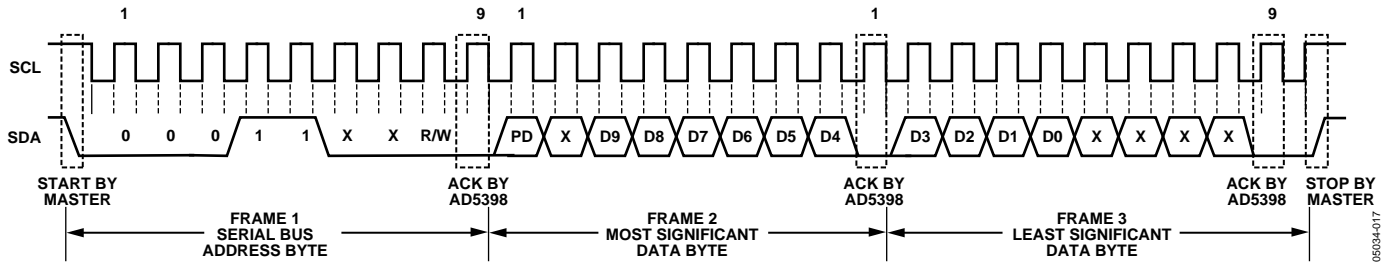 1 9 1 1 9
SCL
SDA 0 0 0 1 1 X X R/W PD X D9 D8 D7 D6 D5 D4 D3 D2 D1 D0 X X X X
START BY
MASTER
ACK BY
AD5398
ACK BY
AD5398
ACK BY
AD5398
STOP BY
MASTER
FRAME 1
SERIAL BUS
ADDRESS BYTE
FRAME 2
MOST SIGNIFICANT
DATA BYTE
FRAME 3
LEAST SIGNIFICANT
DATA BYTE
05034-017